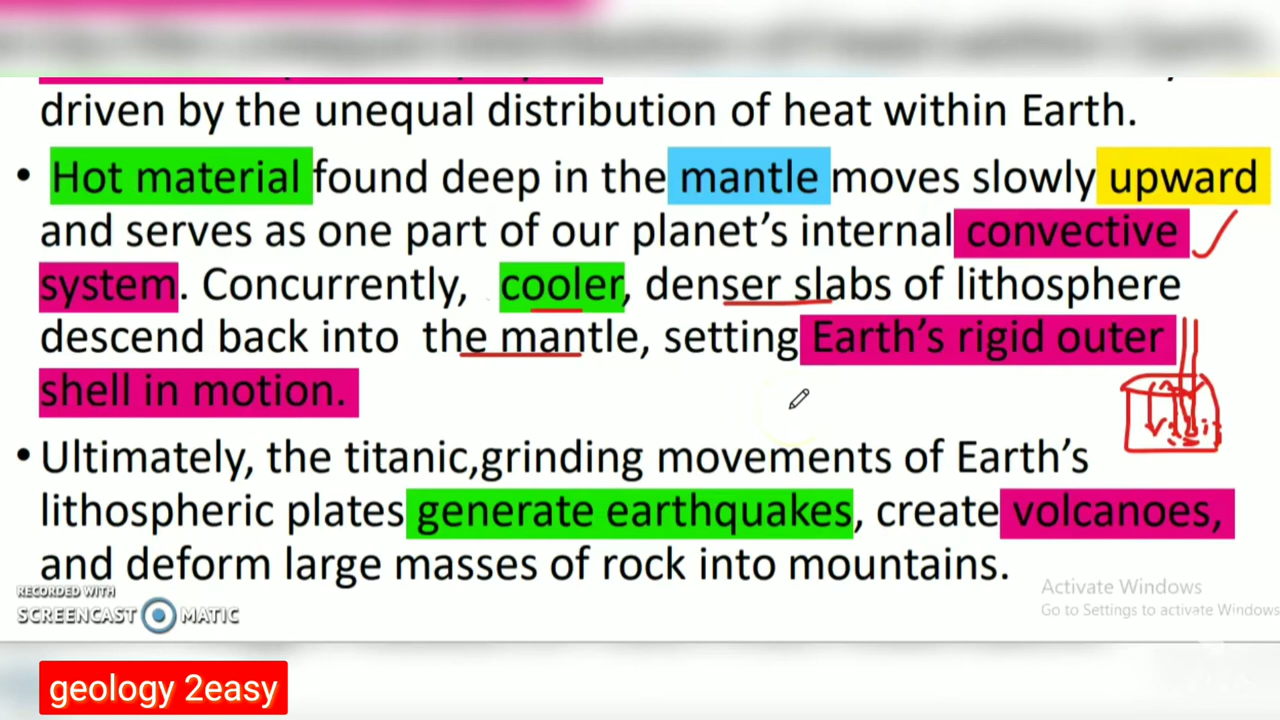 driven by the unequal distribution of heat within Earth.
• Hot material found deep in the mantle moves slowly upward
and serves as one part of our planet’s internal convective
system. Concurrently, cooler, denser slabs of lithosphere
descend back into the mantle, setting Earth’s rigid outer
shell in motion.
• Ultimately, the titanic,grinding movements of Earth’s
lithospheric plates generate earthquakes, create volcanoes,
and deform large masses of rock into mountains.
RECORDED WITH
SCREENCAST MATIC
Activate Windows
Go to Settings to activate Windows
geology 2easy